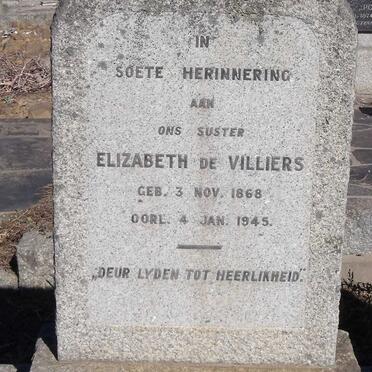 IN
SOETE HERINNERING
AAN
ONS SUSTER
ELIZABETH DE VILLIERS
GEB. 3 NOV. 1868
OORL. 4 JAN. 1945.
„DEUR LYDEN TOT HEERLIKHEID".